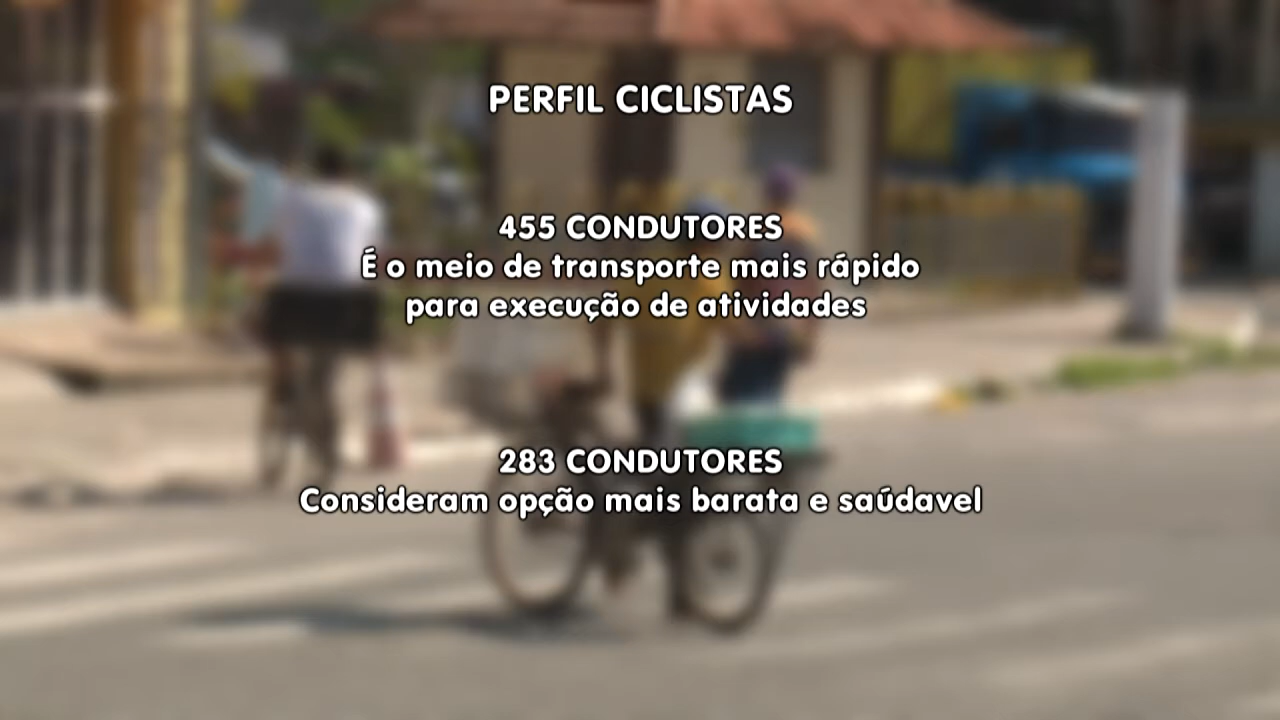 PERFIL CICLISTAS
455 CONDUTORES
É o meio de transporte mais rápido
para execução de atividades
283 CONDUTORES
Consideram opção mais barata e saúdavel